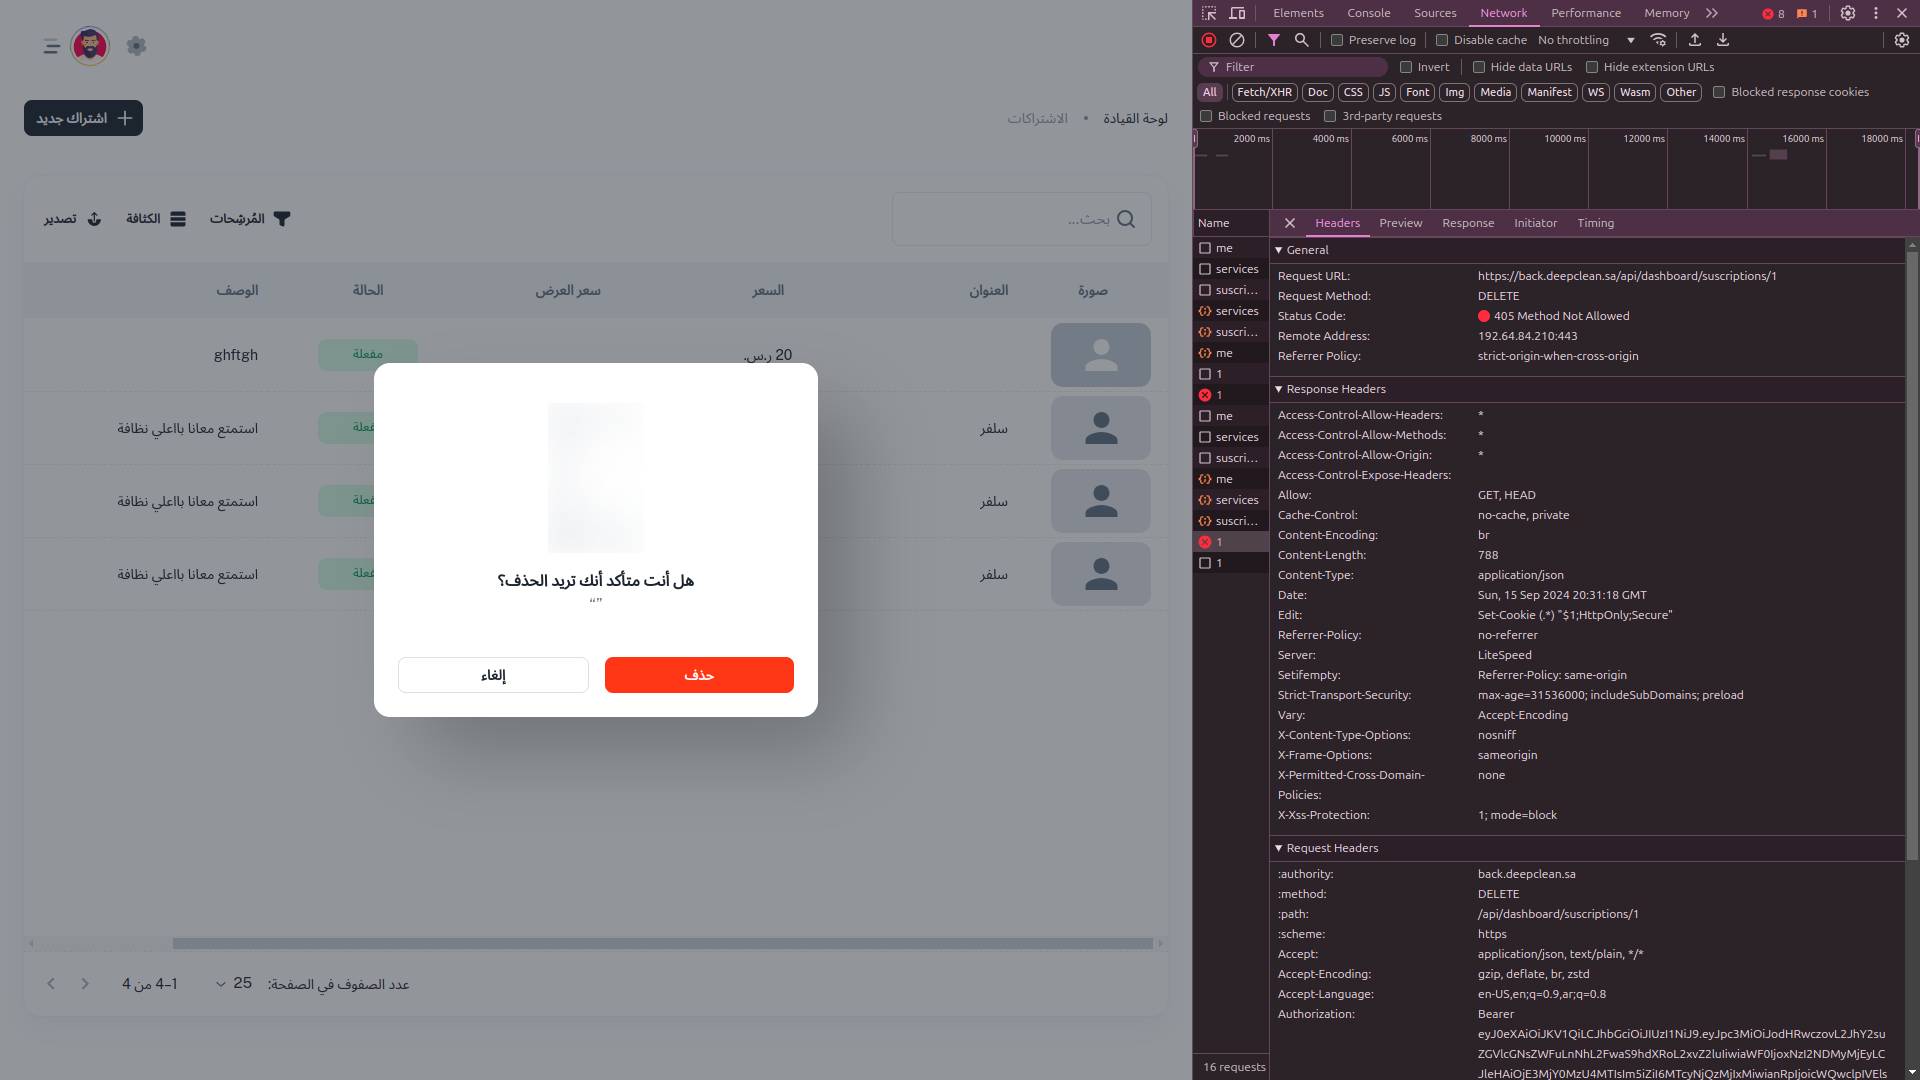 اشتراك جديد
لوحة القيادة • الاشتراكات
بحث...
المُرشِحات
الكثافة
تصدير
صورة
العنوان
السعر
سعر العرض
الحالة
الوصف
20 ر.س.
مفعلة
ghftgh
سلفر
استمتع معانا بااعلي نظافة
سلفر
استمتع معانا بااعلي نظافة
سلفر
استمتع معانا بااعلي نظافة
هل أنت متأكد أنك تريد الحذف؟
“”
حذف
إلغاء
عدد الصفوف في الصفحة:
25
1–4 من 4
Elements Console Sources Network Performance Memory 8 1
Preserve log Disable cache No throttling
Filter Invert Hide data URLs Hide extension URLs
All Fetch/XHR Doc CSS JS Font Img Media Manifest WS Wasm Other Blocked response cookies
Blocked requests 3rd-party requests
2000 ms 4000 ms 6000 ms 8000 ms 10000 ms 12000 ms 14000 ms 16000 ms 18000 ms
Name
me
services
suscri...
services
suscri...
me
1
1
me
services
suscri...
me
services
suscri...
1
1
16 requests
Headers Preview Response Initiator Timing
General
Request URL: https://back.deepclean.sa/api/dashboard/suscriptions/1
Request Method: DELETE
Status Code: 405 Method Not Allowed
Remote Address: 192.64.84.210:443
Referrer Policy: strict-origin-when-cross-origin
Response Headers
Access-Control-Allow-Headers: *
Access-Control-Allow-Methods: *
Access-Control-Allow-Origin: *
Access-Control-Expose-Headers:
Allow: GET, HEAD
Cache-Control: no-cache, private
Content-Encoding: br
Content-Length: 788
Content-Type: application/json
Date: Sun, 15 Sep 2024 20:31:18 GMT
Edit: Set-Cookie (.*) "$1;HttpOnly;Secure"
Referrer-Policy: no-referrer
Server: LiteSpeed
Setifempty: Referrer-Policy: same-origin
Strict-Transport-Security: max-age=31536000; includeSubDomains; preload
Vary: Accept-Encoding
X-Content-Type-Options: nosniff
X-Frame-Options: sameorigin
X-Permitted-Cross-Domain- none
Policies:
X-Xss-Protection: 1; mode=block
Request Headers
:authority: back.deepclean.sa
:method: DELETE
:path: /api/dashboard/suscriptions/1
:scheme: https
Accept: application/json, text/plain, */*
Accept-Encoding: gzip, deflate, br, zstd
Accept-Language: en-US,en;q=0.9,ar;q=0.8
Authorization: Bearer